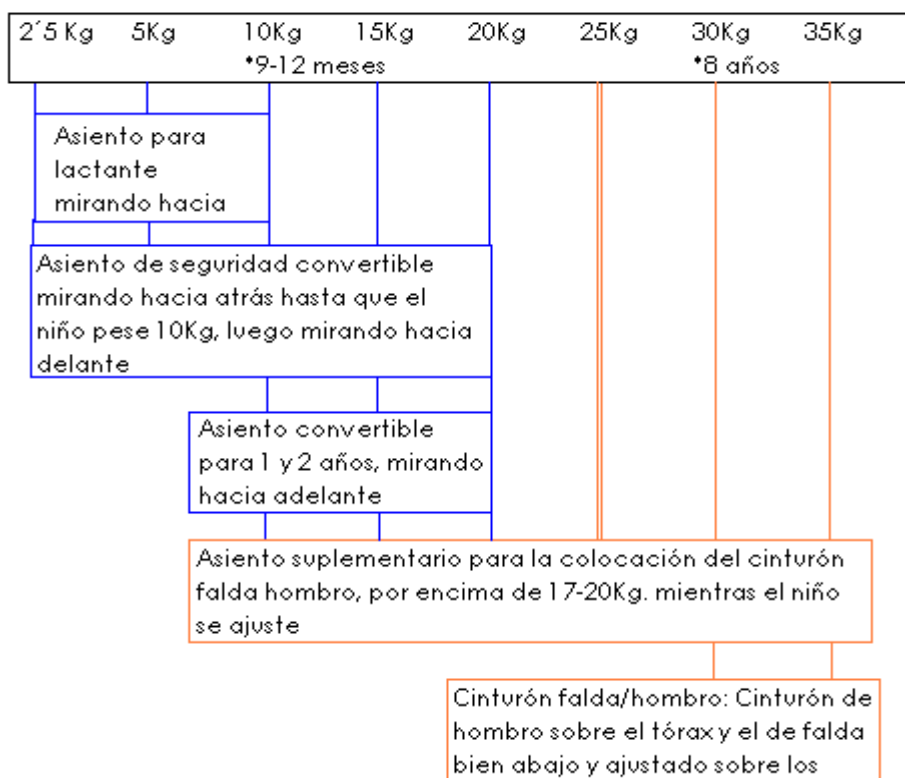 2´5 Kg 5Kg 10Kg 15Kg 20Kg 25Kg 30Kg 35Kg
*9-12 meses *8 años
Asiento para
lactante
mirando hacia
Asiento de seguridad convertible
mirando hacia atrás hasta que el
niño pese 10Kg, luego mirando hacia
delante
Asiento convertible
para 1 y 2 años, mirando
hacia adelante
Asiento suplementario para la colocación del cinturón
falda hombro, por encima de 17-20Kg. mientras el niño
se ajuste
Cinturón falda/hombro: Cinturón de
hombro sobre el tórax y el de falda
bien abajo y ajustado sobre los